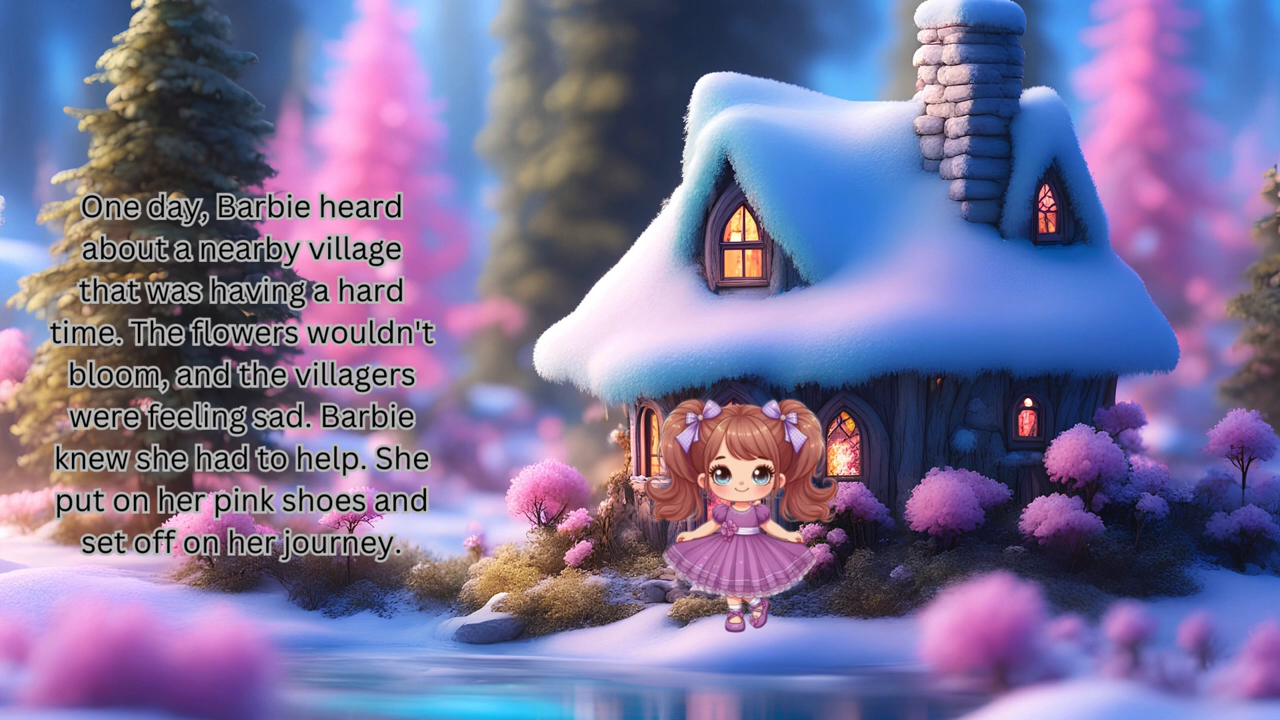 One day, Barbie heard
about a nearby village
that was having a hard
time. The flowers wouldn't
bloom, and the villagers
were feeling sad. Barbie
knew she had to help. She
put on her pink shoes and
set off on her journey.